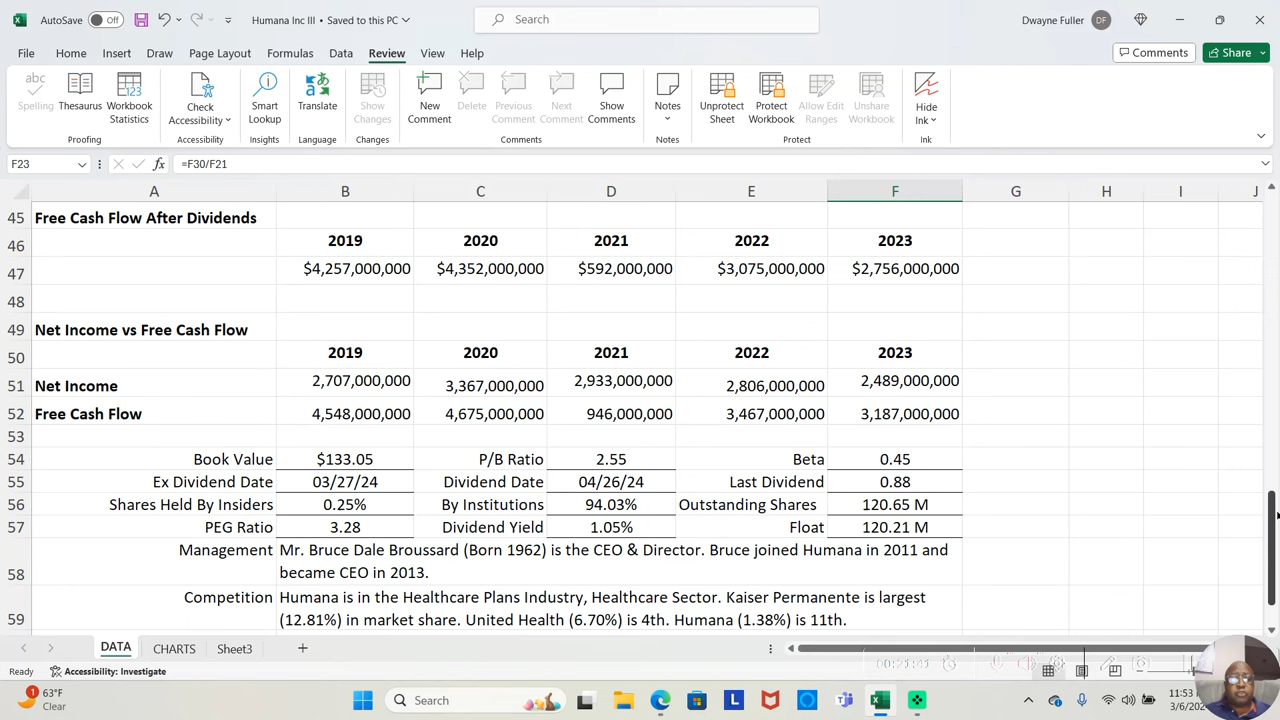 AutoSave Off Humana Inc III • Saved to this PC Search Dwayne Fuller DF
File Home Insert Draw Page Layout Formulas Data Review View Help Comments Share
Spelling Thesaurus Workbook Statistics Check Accessibility Smart Lookup Translate Show Changes New Comment Delete Previous Comment Next Comment Show Comments Notes Unprotect Sheet Protect Workbook Allow Edit Ranges Unshare Workbook Hide Ink
Proofing Accessibility Insights Language Changes Comments Notes Protect Ink
F23 fx =F30/F21
A B C D E F G H I J
45 Free Cash Flow After Dividends
46 2019 2020 2021 2022 2023
47 $4,257,000,000 $4,352,000,000 $592,000,000 $3,075,000,000 $2,756,000,000
48
49 Net Income vs Free Cash Flow
50 2019 2020 2021 2022 2023
51 Net Income 2,707,000,000 3,367,000,000 2,933,000,000 2,806,000,000 2,489,000,000
52 Free Cash Flow 4,548,000,000 4,675,000,000 946,000,000 3,467,000,000 3,187,000,000
53
54 Book Value $133.05 P/B Ratio 2.55 Beta 0.45
55 Ex Dividend Date 03/27/24 Dividend Date 04/26/24 Last Dividend 0.88
56 Shares Held By Insiders 0.25% By Institutions 94.03% Outstanding Shares 120.65 M
57 PEG Ratio 3.28 Dividend Yield 1.05% Float 120.21 M
Management Mr. Bruce Dale Broussard (Born 1962) is the CEO & Director. Bruce joined Humana in 2011 and
58 became CEO in 2013.
Competition Humana is in the Healthcare Plans Industry, Healthcare Sector. Kaiser Permanente is largest
59 (12.81%) in market share. United Health (6.70%) is 4th. Humana (1.38%) is 11th.
DATA CHARTS Sheet3
Ready Accessibility: Investigate
63°F
Clear
Search
11:53